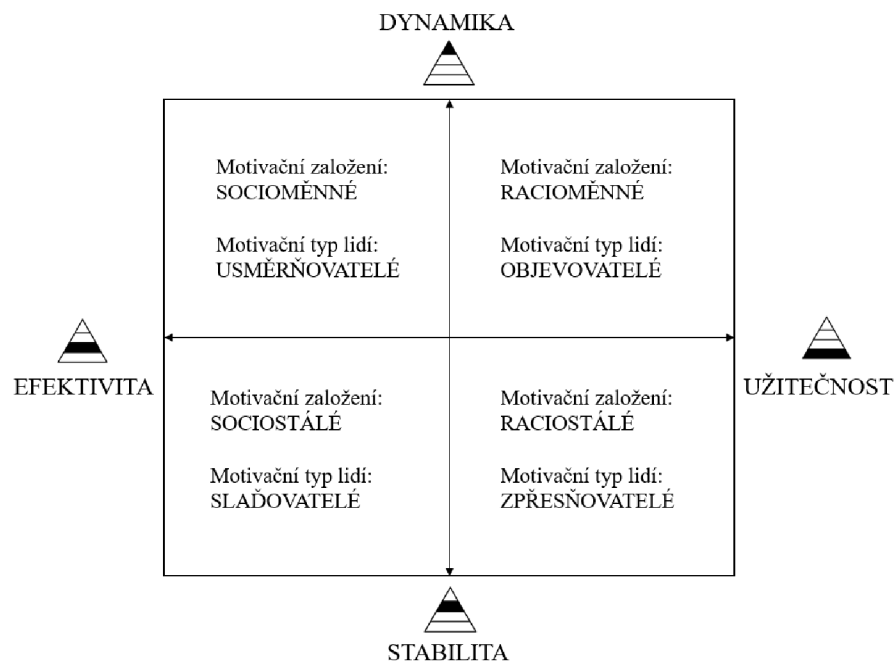 DYNAMIKA
Motivační založení:
SOCIOMĚNNÉ
Motivační typ lidí:
USMĚRŇOVATELÉ
Motivační založení:
RACIOMĚNNÉ
Motivační typ lidí:
OBJEVOVATELÉ
EFEKTIVITA
UŽITEČNOST
Motivační založení:
SOCIOSTÁLÉ
Motivační typ lidí:
SLAĎOVATELÉ
Motivační založení:
RACIOSTÁLÉ
Motivační typ lidí:
ZPŘESŇOVATELÉ
STABILITA